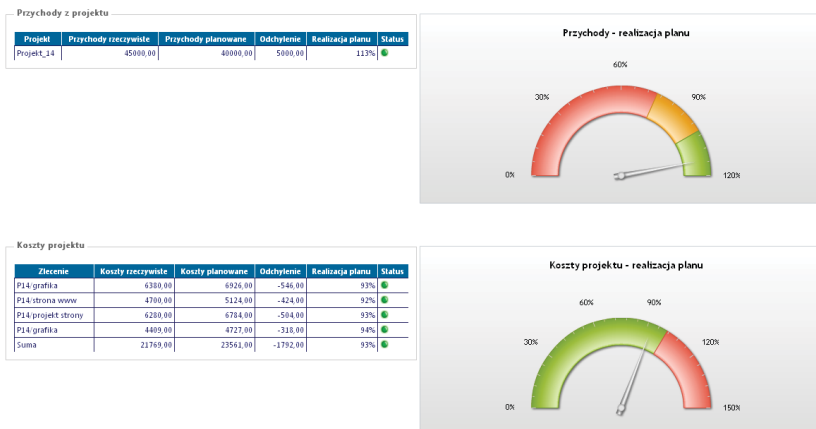 Przychody z projektu
Projekt Przychody rzeczywiste Przychody planowane Odchylenie Realizacja planu Status
Projekt_14 45000,00 40000,00 5000,00 113%
Przychody - realizacja planu
0% 30% 60% 90% 120%
Koszty projektu
Zlecenie Koszty rzeczywiste Koszty planowane Odchylenie Realizacja planu Status
P14/grafika 6380,00 6926,00 -546,00 93%
P14/strona www 4700,00 5124,00 -424,00 92%
P14/projekt strony 6280,00 6784,00 -504,00 93%
P14/grafika 4409,00 4727,00 -318,00 94%
Suma 21769,00 23561,00 -1792,00 93%
Koszty projektu - realizacja planu
0% 30% 60% 90% 120% 150%